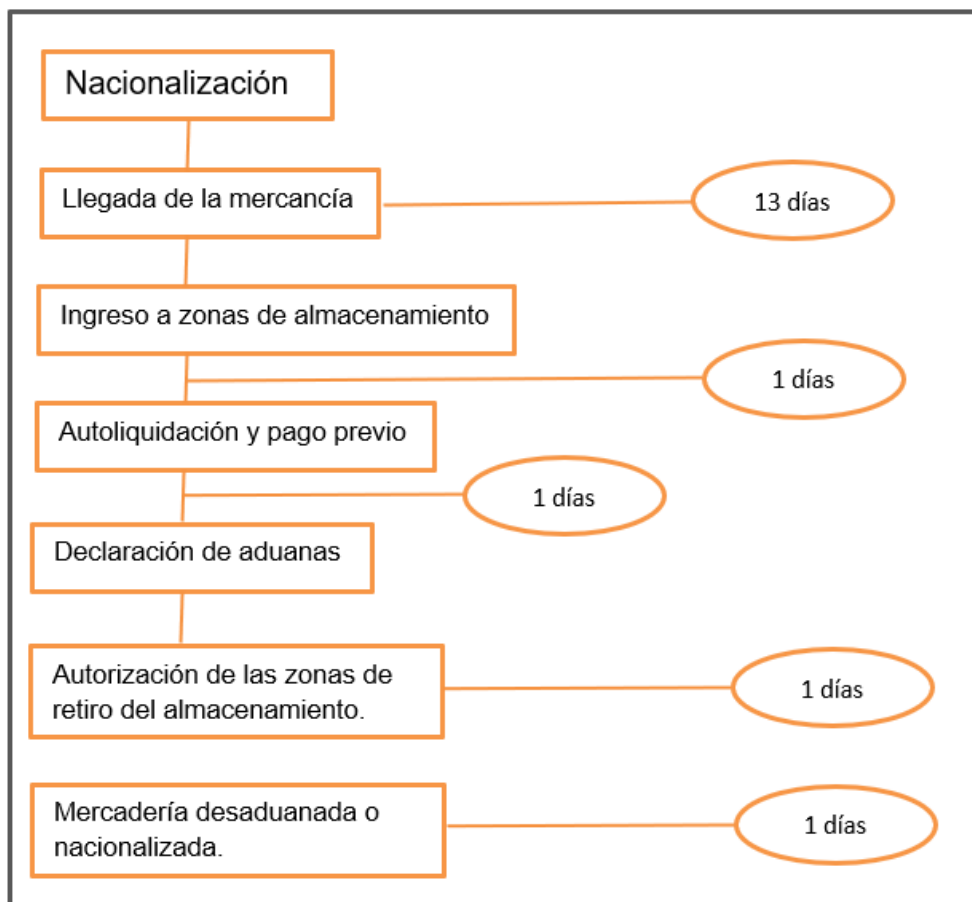 Nacionalización
Llegada de la mercancía
13 días
Ingreso a zonas de almacenamiento
1 días
Autoliquidación y pago previo
1 días
Declaración de aduanas
Autorización de las zonas de
retiro del almacenamiento.
1 días
Mercadería desaduanada o
nacionalizada.
1 días